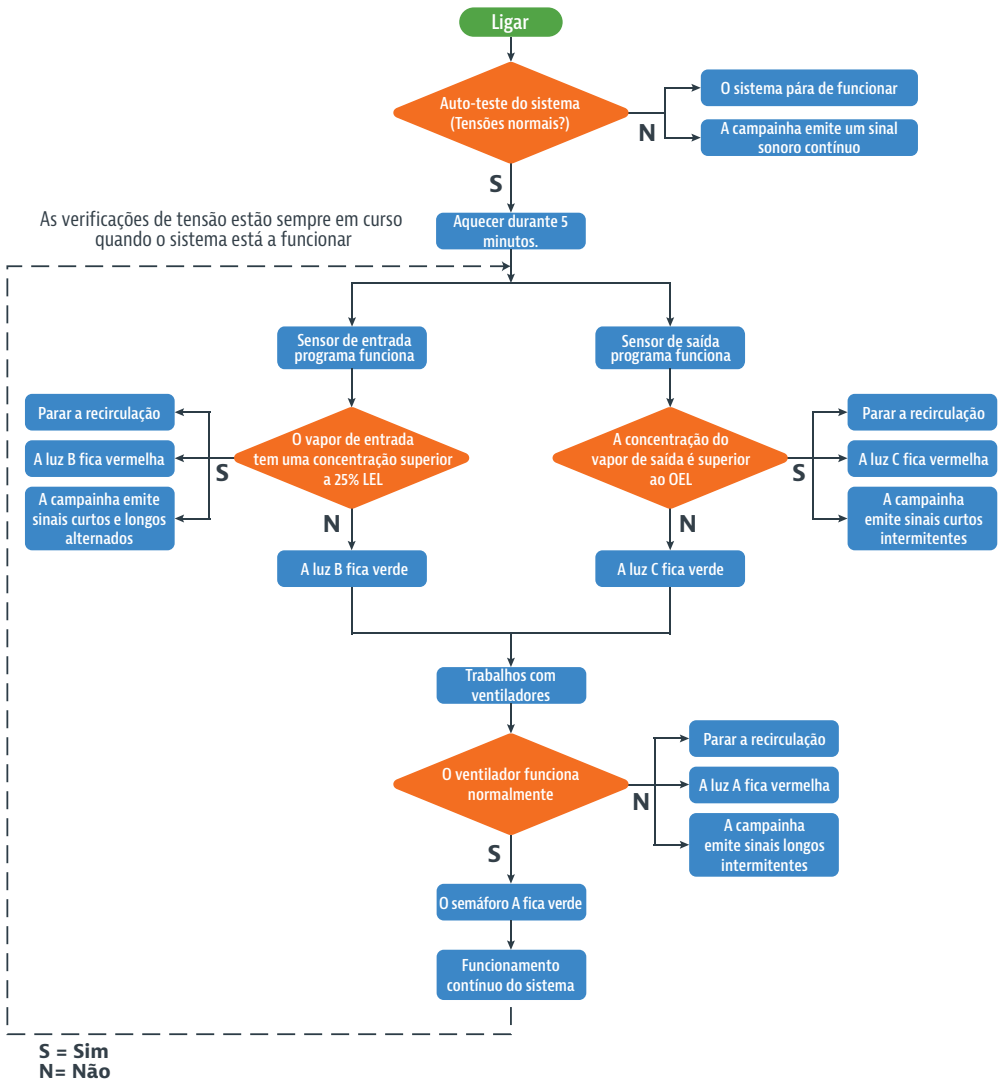 Ligar
Auto-teste do sistema
(Tensões normais?)
N
O sistema pára de funcionar
A campainha emite um sinal
sonoro contínuo
S
As verificações de tensão estão sempre em curso
quando o sistema está a funcionar
Aquecer durante 5
minutos.
Sensor de entrada
programa funciona
Sensor de saída
programa funciona
Parar a recirculação
A luz B fica vermelha
A campainha emite
sinais curtos e longos
alternados
S
O vapor de entrada
tem uma concentração superior
a 25% LEL
N
A luz B fica verde
A concentração do
vapor de saída é superior
ao OEL
S
Parar a recirculação
A luz C fica vermelha
A campainha
emite sinais curtos
intermitentes
N
A luz C fica verde
Trabalhos com
ventiladores
O ventilador funciona
normalmente
N
Parar a recirculação
A luz A fica vermelha
A campainha
emite sinais longos
intermitentes
S
O semáforo A fica verde
Funcionamento
contínuo do sistema
S = Sim
N= Não